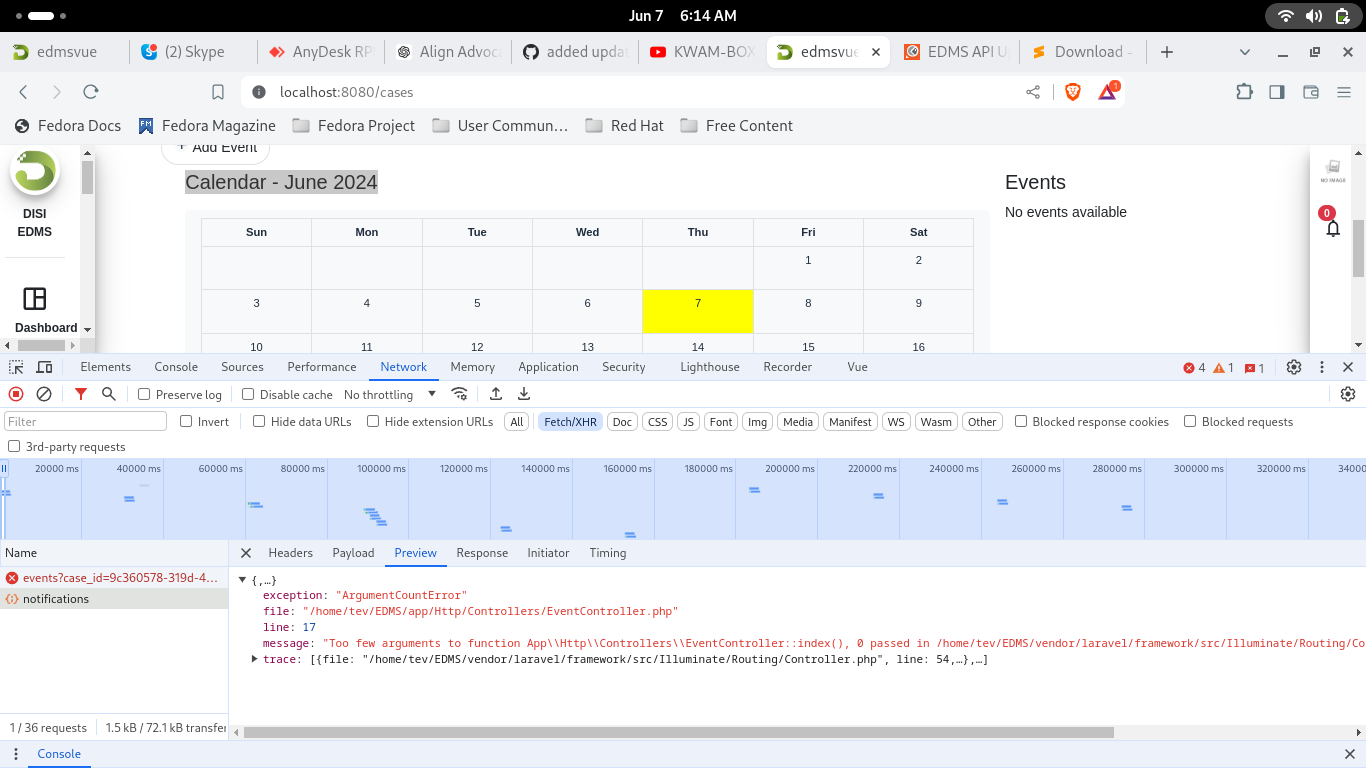 Jun 7 6:14 AM
edmsvue
(2) Skype
AnyDesk RP
Align Advoc
added upda
KWAM-BOX
edmsvue
EDMS API U
Download -
localhost:8080/cases
1
Fedora Docs
Fedora Magazine
Fedora Project
User Commun…
Red Hat
Free Content
DISI
EDMS
Dashboard
+ Add Event
Calendar - June 2024
Sun Mon Tue Wed Thu Fri Sat
1 2
3 4 5 6 7 8 9
10 11 12 13 14 15 16
Events
No events available
NO IMAGE
0
Elements Console Sources Performance Network Memory Application Security Lighthouse Recorder Vue
4 1 1
Preserve log Disable cache No throttling
Filter Invert Hide data URLs Hide extension URLs All Fetch/XHR Doc CSS JS Font Img Media Manifest WS Wasm Other Blocked response cookies Blocked requests
3rd-party requests
20000 ms 40000 ms 60000 ms 80000 ms 100000 ms 120000 ms 140000 ms 160000 ms 180000 ms 200000 ms 220000 ms 240000 ms 260000 ms 280000 ms 300000 ms 320000 ms 34000
Name
events?case_id=9c360578-319d-4…
notifications
Headers Payload Preview Response Initiator Timing
{,…}
exception: "ArgumentCountError"
file: "/home/tev/EDMS/app/Http/Controllers/EventController.php"
line: 17
message: "Too few arguments to function App\\Http\\Controllers\\EventController::index(), 0 passed in /home/tev/EDMS/vendor/laravel/framework/src/Illuminate/Routing/Co
trace: [{file: "/home/tev/EDMS/vendor/laravel/framework/src/Illuminate/Routing/Controller.php", line: 54,…},…]
1 / 36 requests 1.5 kB / 72.1 kB transfer
Console